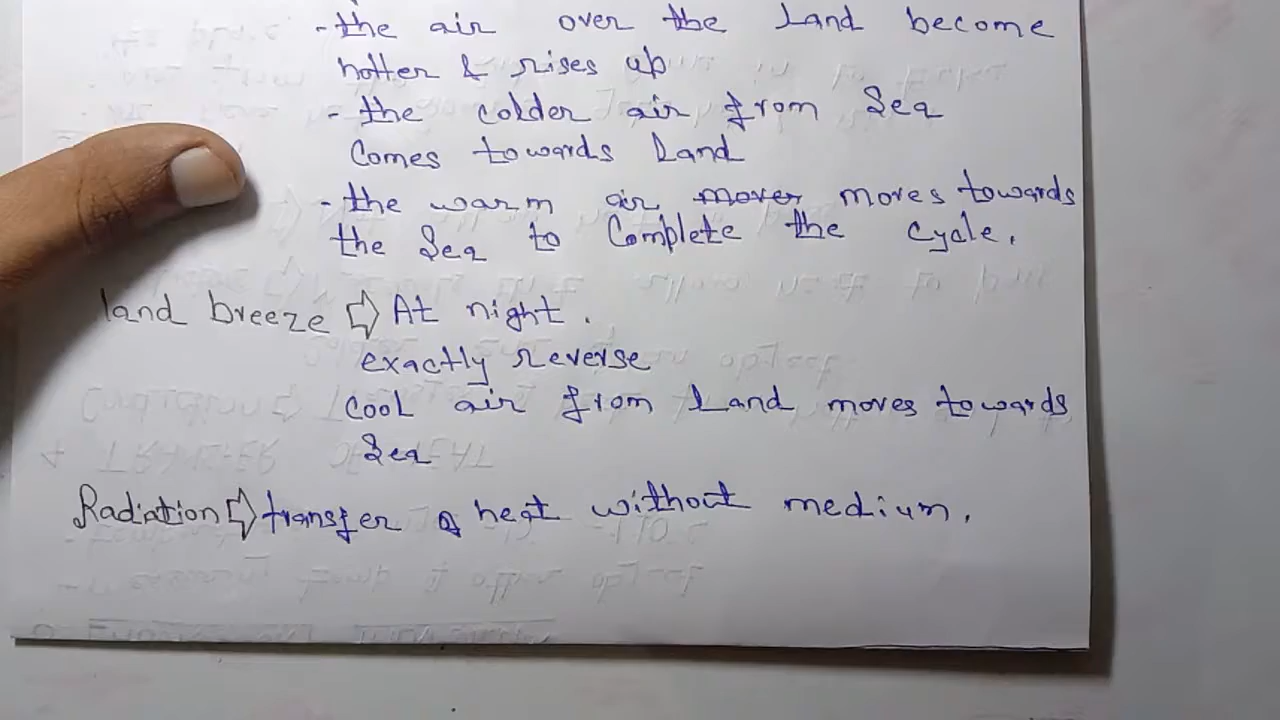 - the air over the land become
hotter & rises up
- the colder air from Sea
Comes towards land
- the warm air mover moves towards
the Sea to Complete the Cycle.
land breeze ⇨ At night.
exactly reverse
cool air from land moves towards
Sea
Radiation ⇨ transfer of heat without medium.